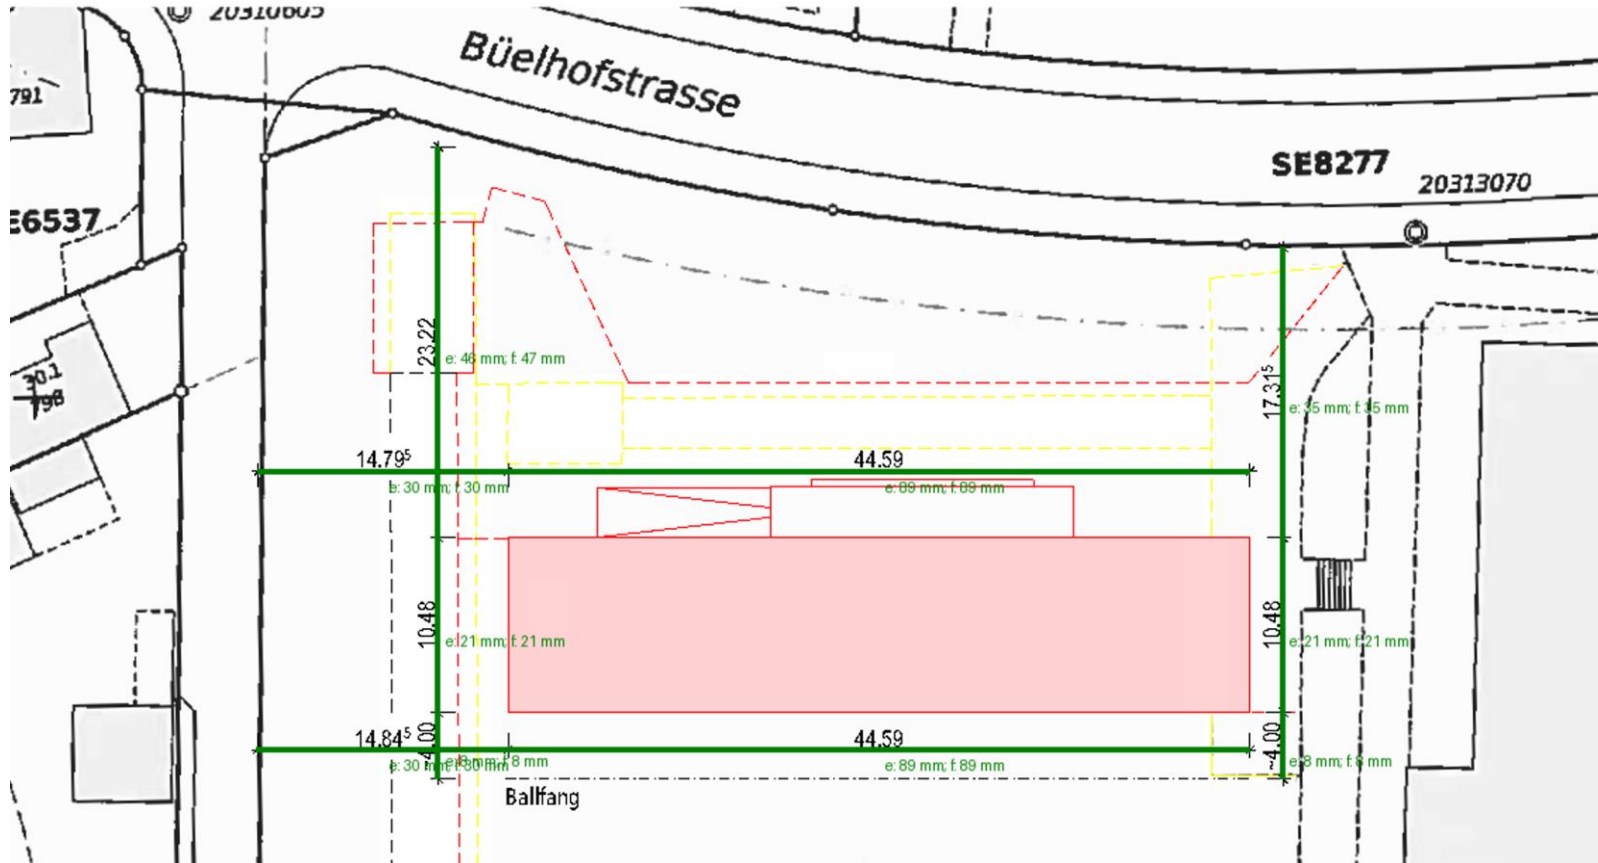 20310605
Büelhofstrasse
791
SE8277
20313070
E6537
23.22
e: 46 mm; f: 47 mm
30.1
798
17.31⁵
e: 35 mm; f: 35 mm
14.79⁵
44.59
e: 30 mm; f: 30 mm
e: 89 mm; f: 89 mm
10.48
e: 21 mm; f: 21 mm
10.48
e: 21 mm; f: 21 mm
14.84⁵
~4.00
44.59
~4.00
e: 30 mm; f: 30 mm
e: 8 mm; f: 8 mm
e: 89 mm; f: 89 mm
e: 8 mm; f: 8 mm
Ballfang